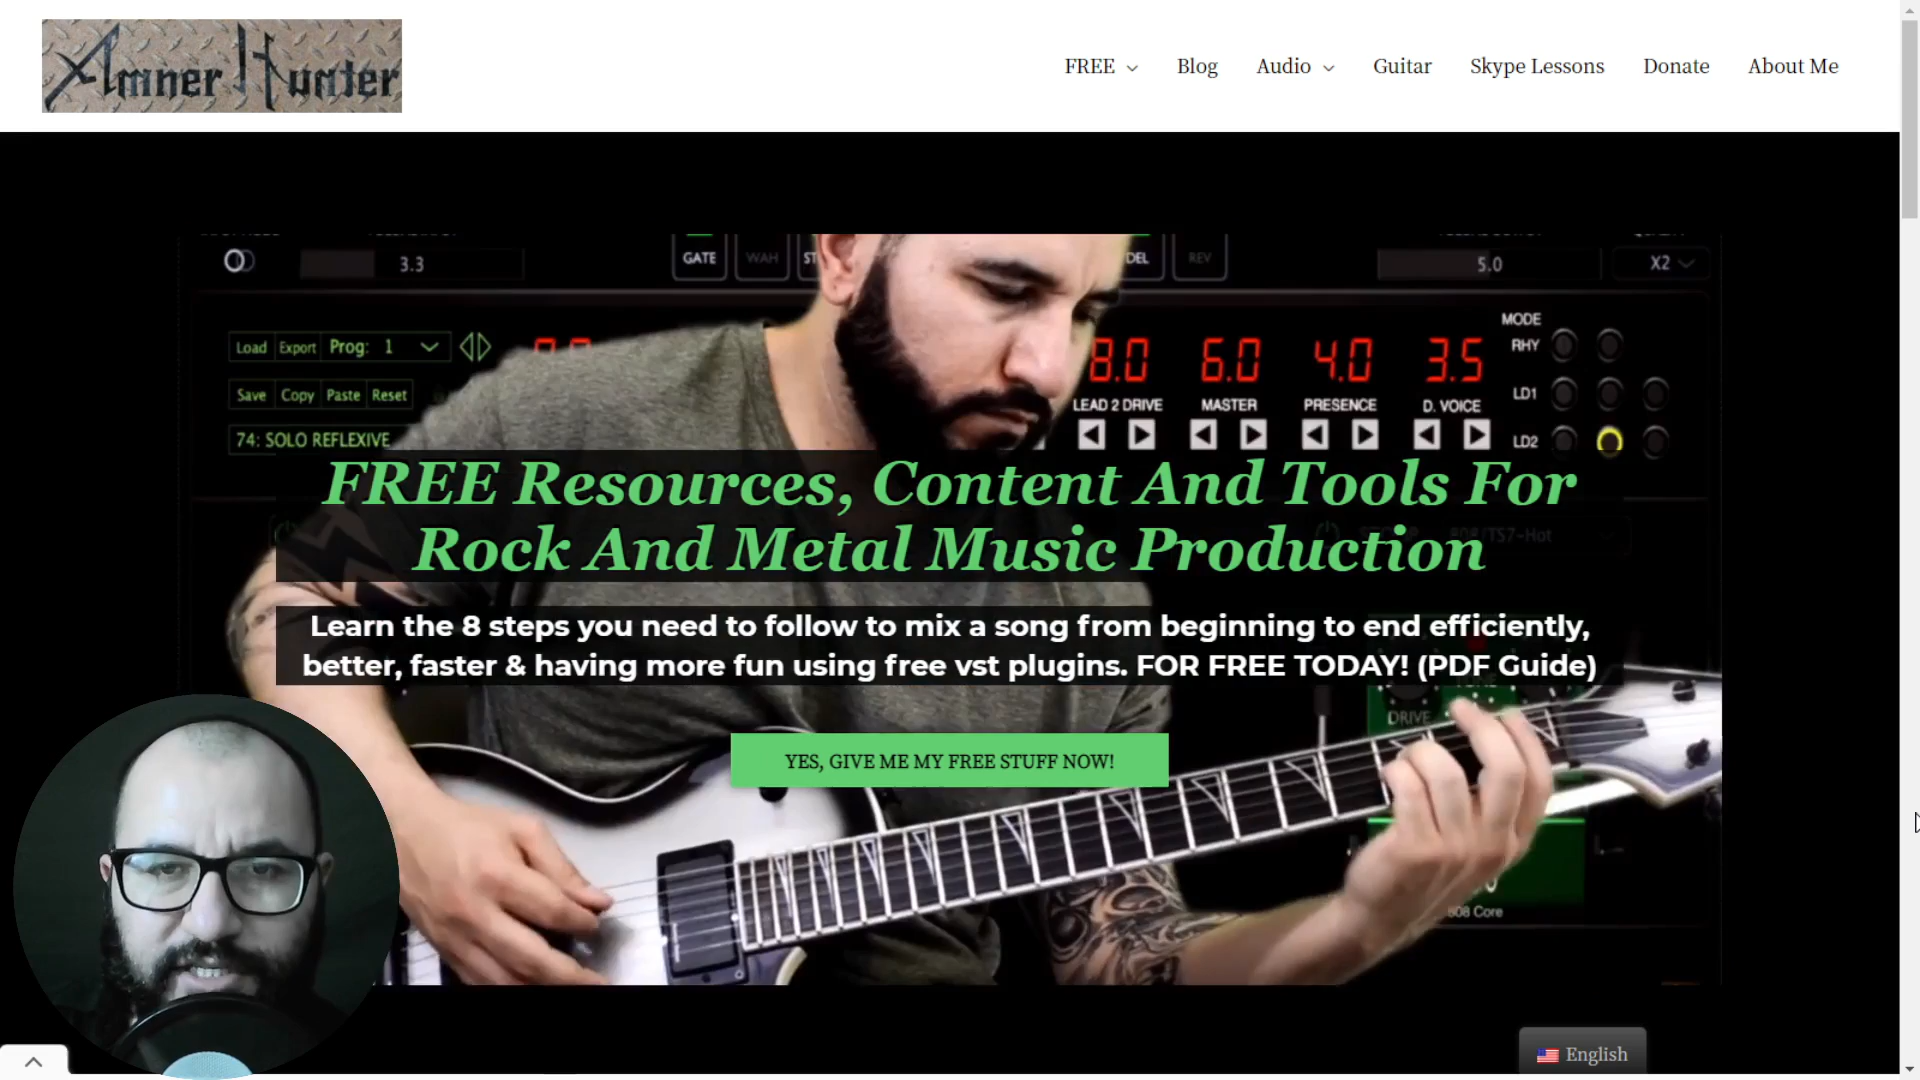 Amner Hunter
FREE
Blog
Audio
Guitar
Skype Lessons
Donate
About Me
3.3
GATE
WAH
ST
DEL
REV
5.0
X2
Load Export Prog: 1
Save Copy Paste Reset
74: SOLO REFLEXIVE
8.0 6.0 4.0 3.5
LEAD 2 DRIVE MASTER PRESENCE D. VOICE
MODE
RHY
LD1
LD2
FREE Resources, Content And Tools For
Rock And Metal Music Production
Learn the 8 steps you need to follow to mix a song from beginning to end efficiently,
better, faster & having more fun using free vst plugins. FOR FREE TODAY! (PDF Guide)
DRIVE
YES, GIVE ME MY FREE STUFF NOW!
808 Core
English